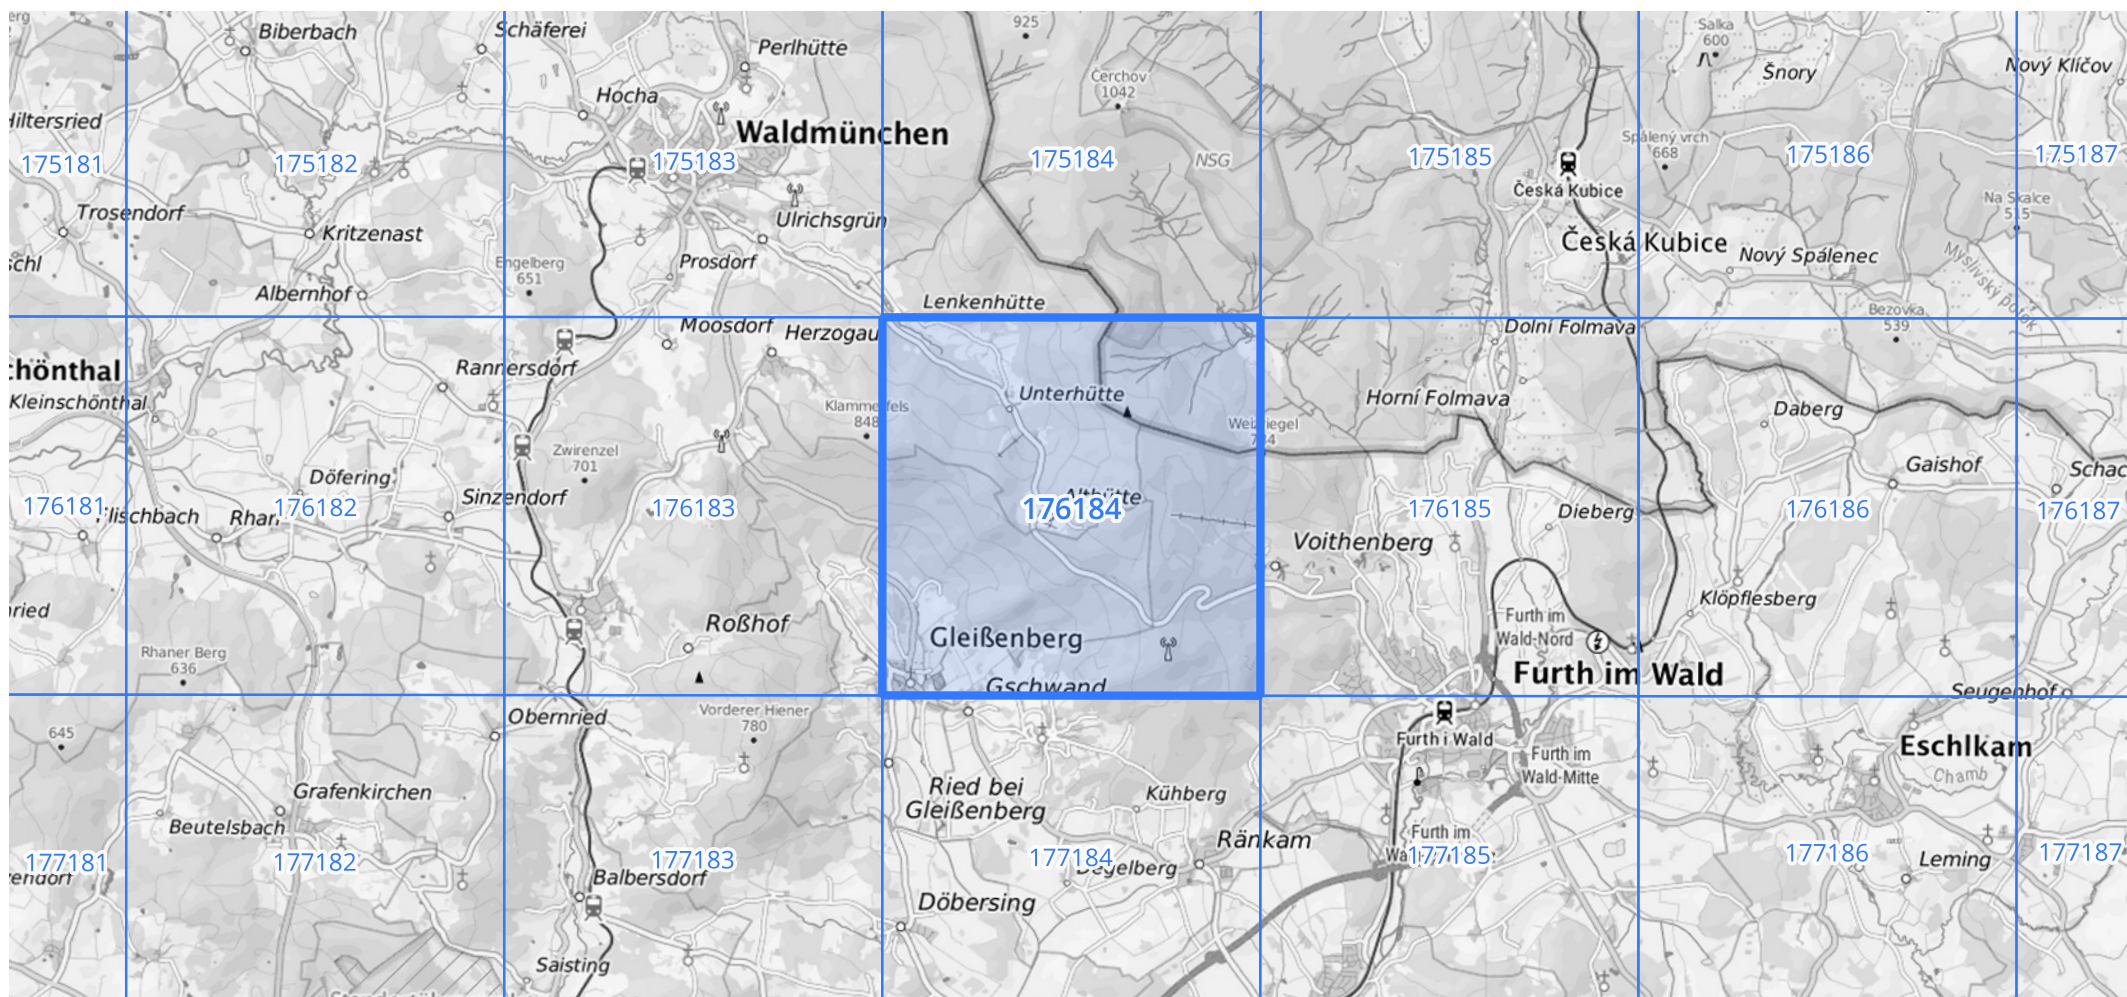 Biberbach
Schäferei
Perlhütte
925
Salka
600
Nový Klíčov
Šnory
Čerchov
1042
Hocha
Waldmünchen
Spálený vrch
668
NSG
175181
175182
175183
175184
175185
175186
175187
Česká Kubice
Na Skalce
515
Trosendorf
Kritzenast
Ulrichsgrün
Česká Kubice
Nový Spálenec
Myslivský potok
Engelberg
651
Prosdorf
Albernhof
Lenkenhütte
Bezovka
539
Moosdorf
Herzogau
Dolní Folmava
Rannersdorf
Kleinschönthal
Unterhütte
Horní Folmava
Daberg
Klammerfels
848
Zwirenzel
701
Gaishof
Döfering
Sinzendorf
Althütte
176181
176182
176183
176184
176185
176186
176187
Dieberg
Voithenberg
Klöpflesberg
Roßhof
Gleißenberg
Furth im
Wald-Nord
Rhaner Berg
636
Furth im Wald
Gschwand
Seugenhof
Obernried
Vorderer Hiener
780
645
Furth i Wald
Eschlkam
Furth im
Wald-Mitte
Chamb
Grafenkirchen
Ried bei
Gleißenberg
Kühberg
Beutelsbach
Ränkam
Furth im
177181
177182
177183
177184
177185
177186
177187
Degelberg
Leming
Balbersdorf
Döbersing
Saisting